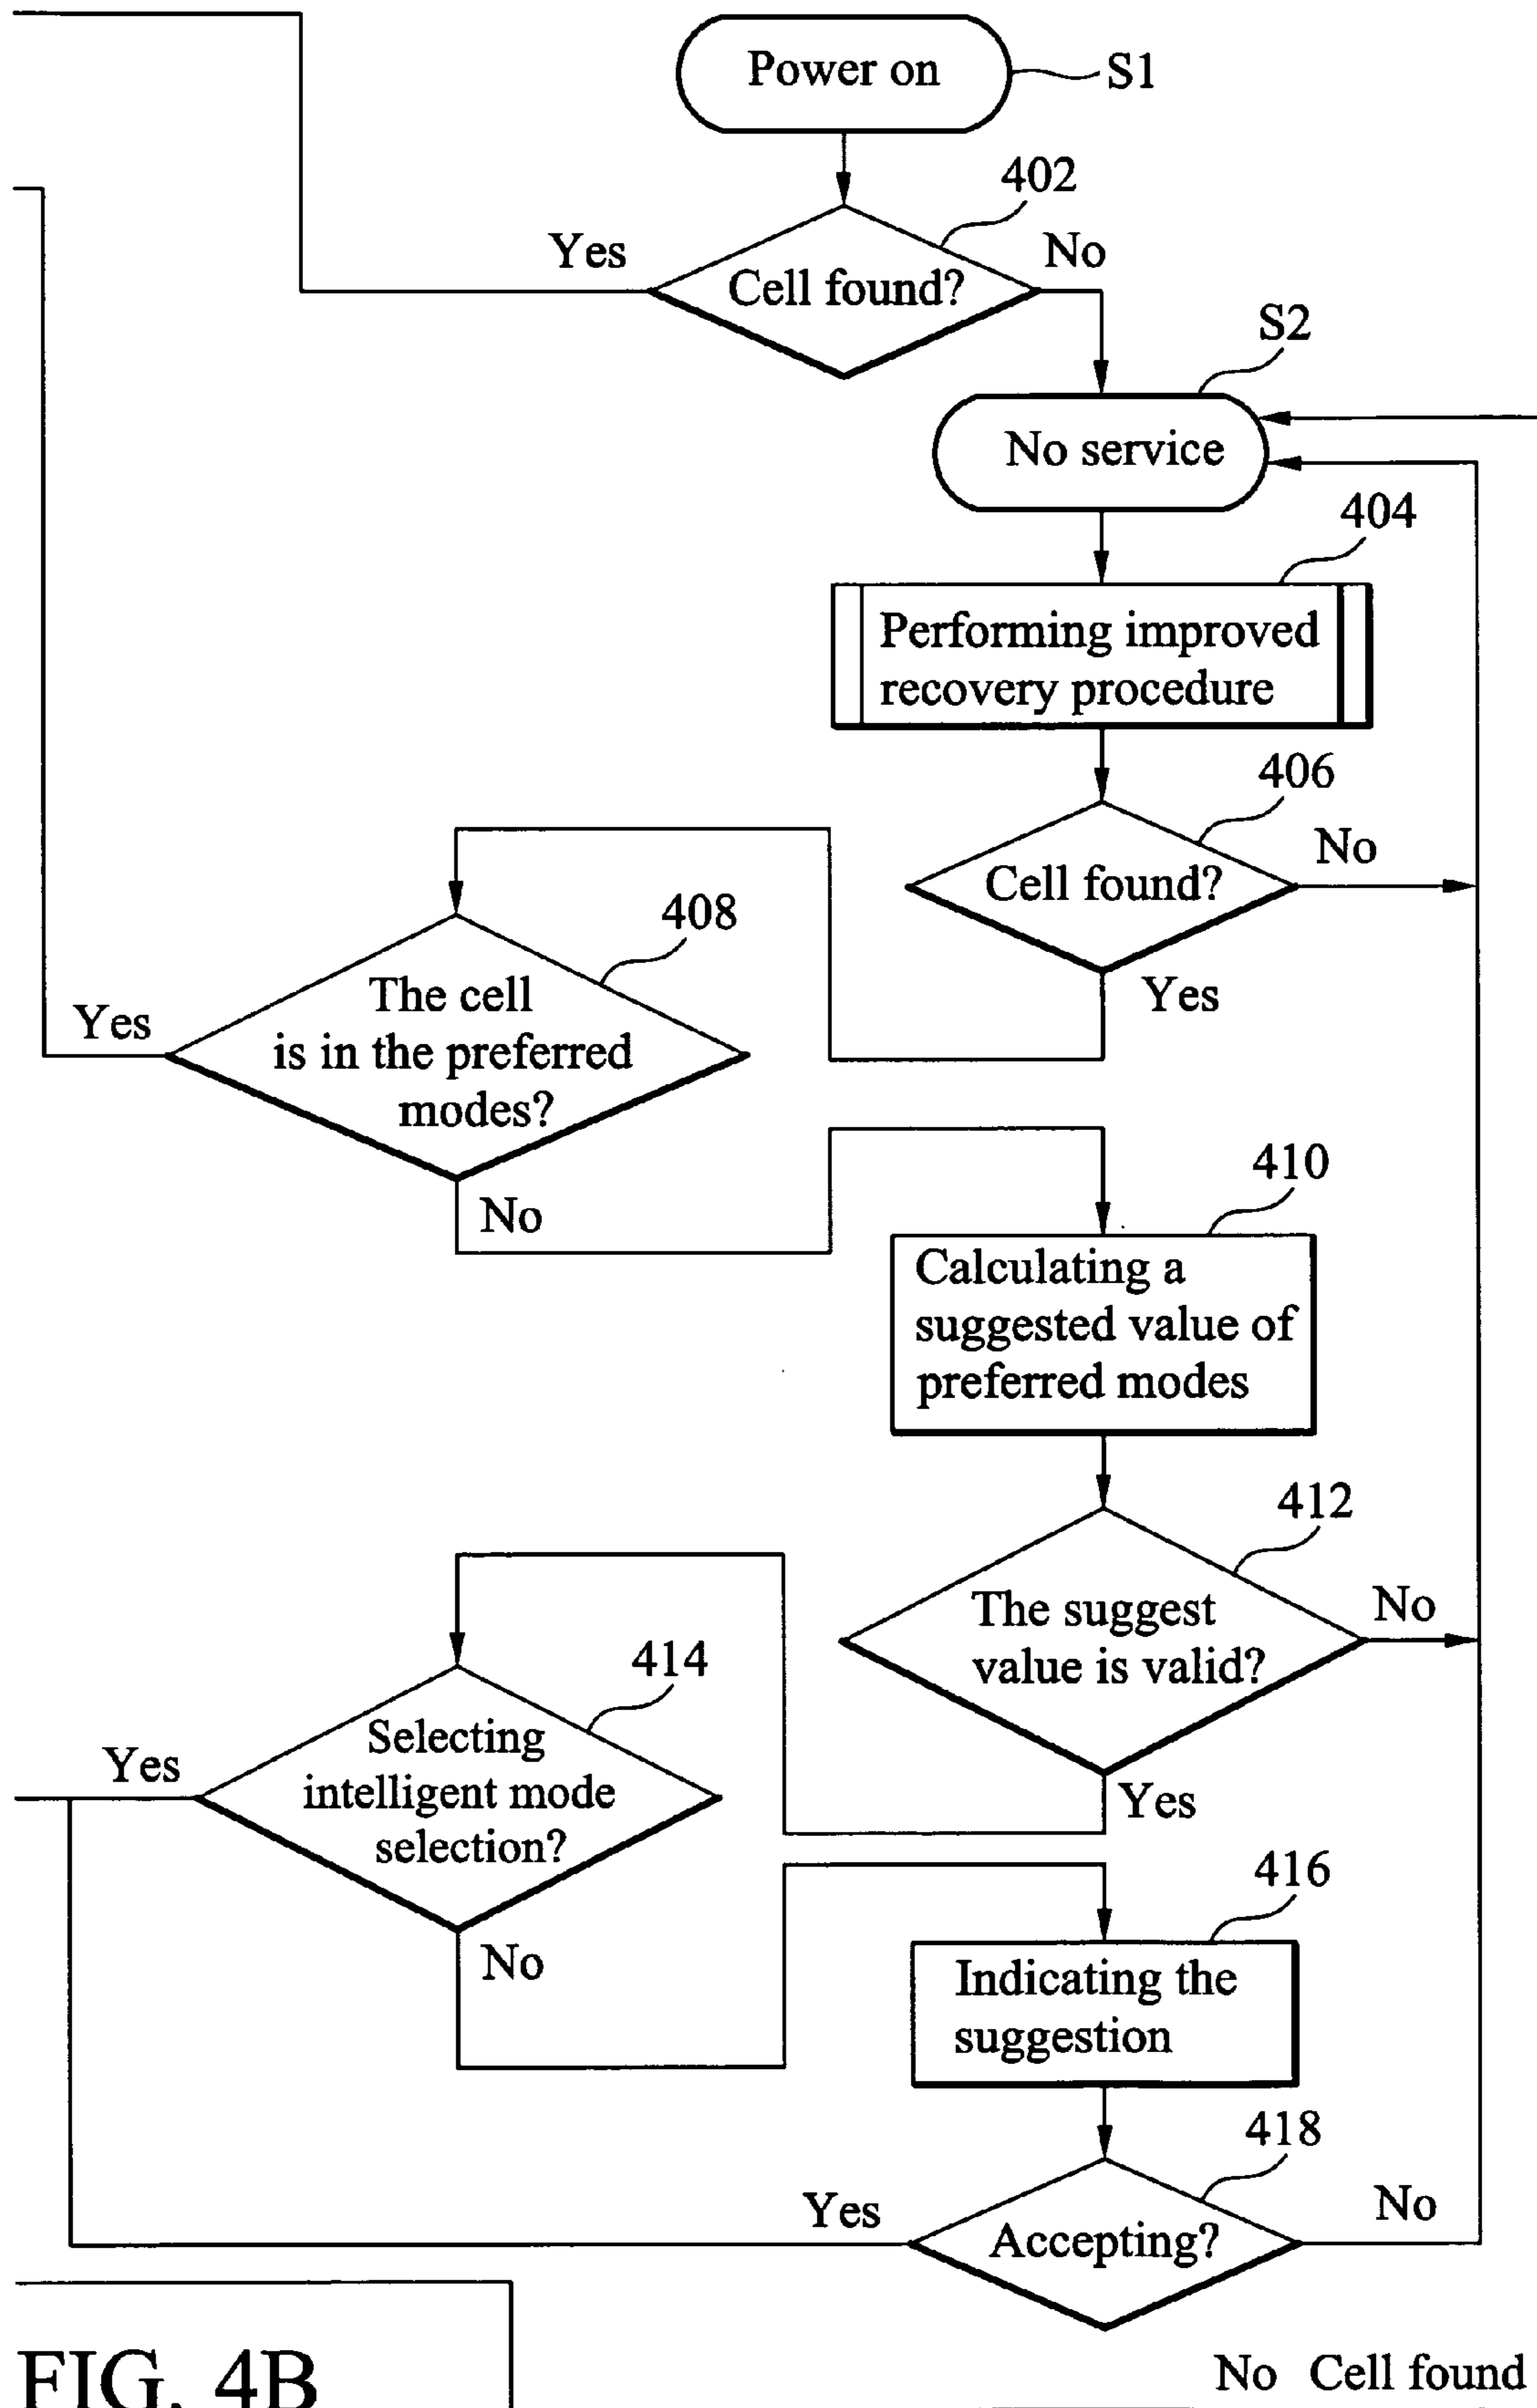 Power on
S1
402
Yes
No
Cell found?
S2
No service
404
Performing improved
recovery procedure
406
Cell found?
No
Yes
408
The cell
is in the preferred
modes?
Yes
No
410
Calculating a
suggested value of
preferred modes
412
The suggest
value is valid?
No
Yes
414
Selecting
intelligent mode
selection?
Yes
No
416
Indicating the
suggestion
418
Accepting?
Yes
No
FIG. 4B
No Cell found